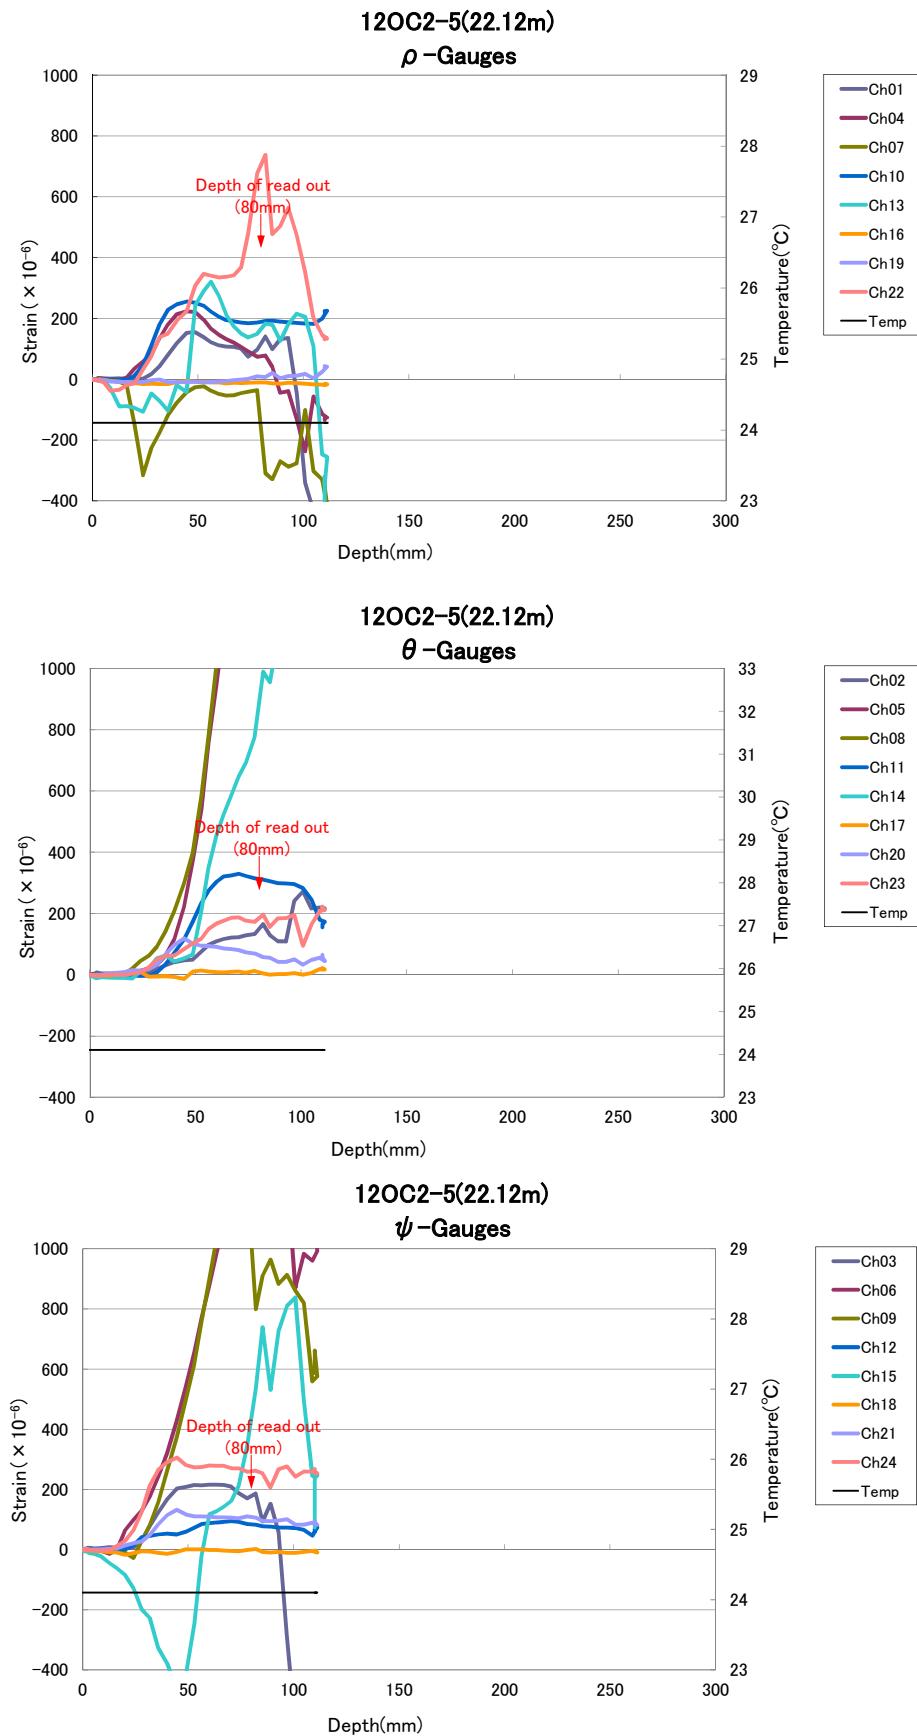 12OC2-5(22.12m)
ρ-Gauges
1000
800
600
400
200
0
-200
-400
Strain(×10⁻⁶)
29
28
27
26
25
24
23
Temperature(℃)
Depth of read out
(80mm)
0 50 100 150 200 250 300
Depth(mm)
Ch01
Ch04
Ch07
Ch10
Ch13
Ch16
Ch19
Ch22
Temp
12OC2-5(22.12m)
θ-Gauges
1000
800
600
400
200
0
-200
-400
Strain(×10⁻⁶)
33
32
31
30
29
28
27
26
25
24
23
Temperature(℃)
Depth of read out
(80mm)
0 50 100 150 200 250 300
Depth(mm)
Ch02
Ch05
Ch08
Ch11
Ch14
Ch17
Ch20
Ch23
Temp
12OC2-5(22.12m)
ψ-Gauges
1000
800
600
400
200
0
-200
-400
Strain(×10⁻⁶)
29
28
27
26
25
24
23
Temperature(℃)
Depth of read out
(80mm)
0 50 100 150 200 250 300
Depth(mm)
Ch03
Ch06
Ch09
Ch12
Ch15
Ch18
Ch21
Ch24
Temp